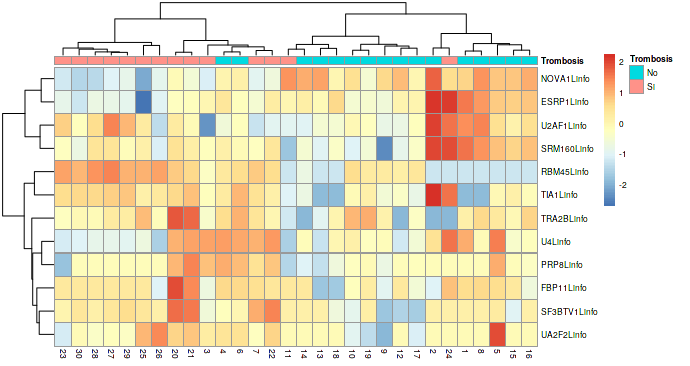 Trombosis
Trombosis
No
SI
2
1
0
-1
-2
NOVA1Linfo
ESRP1Linfo
U2AF1Linfo
SRM160Linfo
RBM45Linfo
TIA1Linfo
TRA2BLinfo
U4Linfo
PRP8Linfo
FBP11Linfo
SF3BTV1Linfo
UA2F2Linfo
23 30 28 27 29 25 26 20 21 3 4 6 7 22 11 14 13 18 10 19 9 12 17 2 24 1 8 5 15 16